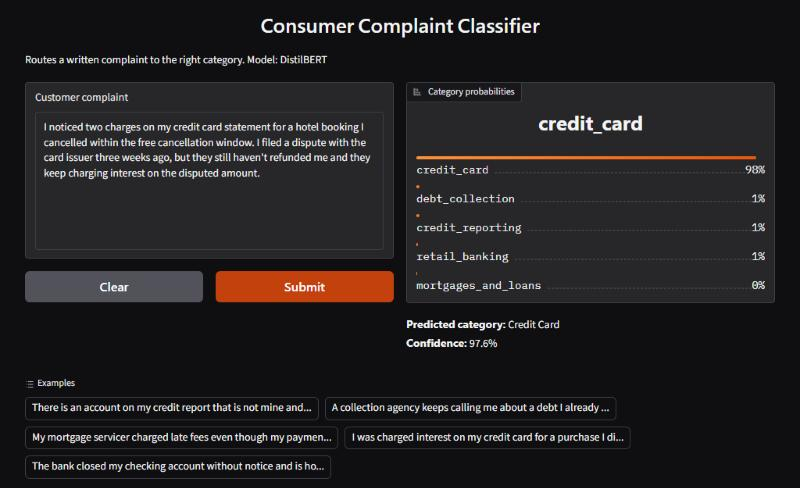 Consumer Complaint Classifier
Routes a written complaint to the right category. Model: DistilBERT
Customer complaint
I noticed two charges on my credit card statement for a hotel booking I
cancelled within the free cancellation window. I filed a dispute with the
card issuer three weeks ago, but they still haven't refunded me and they
keep charging interest on the disputed amount.
Clear
Submit
Category probabilities
credit_card
credit_card 98%
debt_collection 1%
credit_reporting 1%
retail_banking 1%
mortgages_and_loans 0%
Predicted category: Credit Card
Confidence: 97.6%
Examples
There is an account on my credit report that is not mine and...
A collection agency keeps calling me about a debt I already ...
My mortgage servicer charged late fees even though my paymen...
I was charged interest on my credit card for a purchase I di...
The bank closed my checking account without notice and is ho...